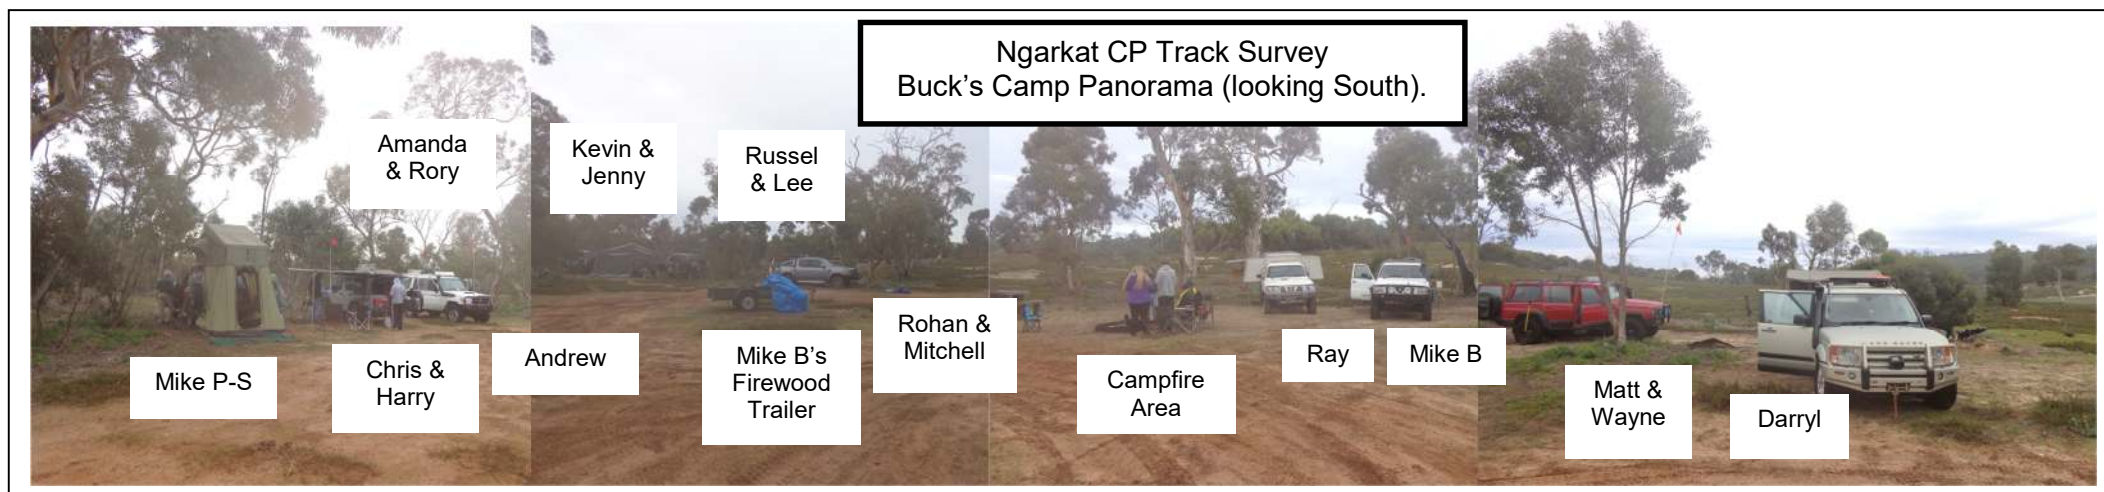 Ngarkat CP Track Survey
Buck’s Camp Panorama (looking South).
Amanda
& Rory
Kevin &
Jenny
Russel
& Lee
Mike P-S
Chris &
Harry
Andrew
Mike B’s
Firewood
Trailer
Rohan &
Mitchell
Campfire
Area
Ray
Mike B
Matt &
Wayne
Darryl